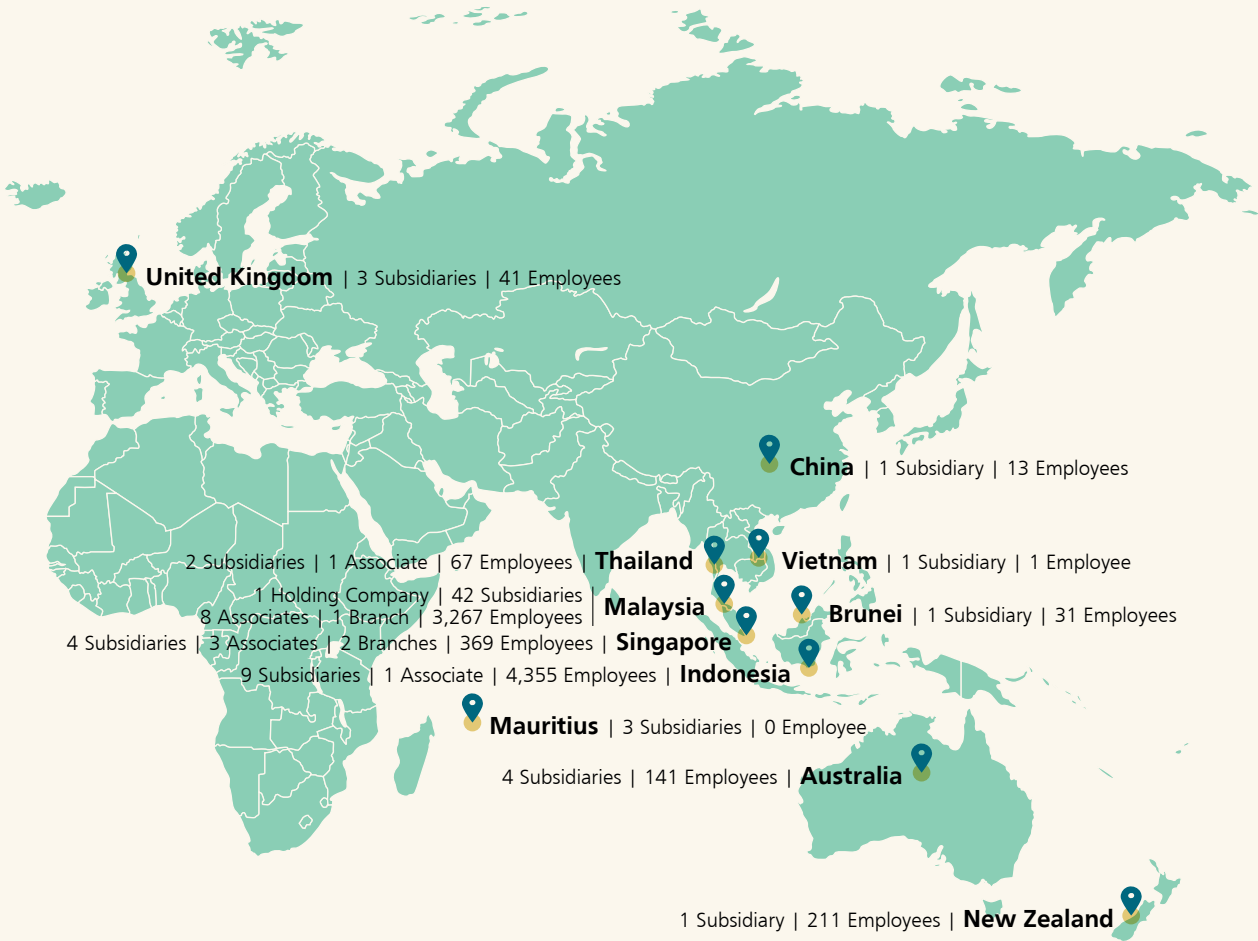 United Kingdom | 3 Subsidiaries | 41 Employees
China | 1 Subsidiary | 13 Employees
2 Subsidiaries | 1 Associate | 67 Employees | Thailand
Vietnam | 1 Subsidiary | 1 Employee
1 Holding Company | 42 Subsidiaries
8 Associates | 1 Branch | 3,267 Employees | Malaysia
Brunei | 1 Subsidiary | 31 Employees
4 Subsidiaries | 3 Associates | 2 Branches | 369 Employees | Singapore
9 Subsidiaries | 1 Associate | 4,355 Employees | Indonesia
Mauritius | 3 Subsidiaries | 0 Employee
4 Subsidiaries | 141 Employees | Australia
1 Subsidiary | 211 Employees | New Zealand